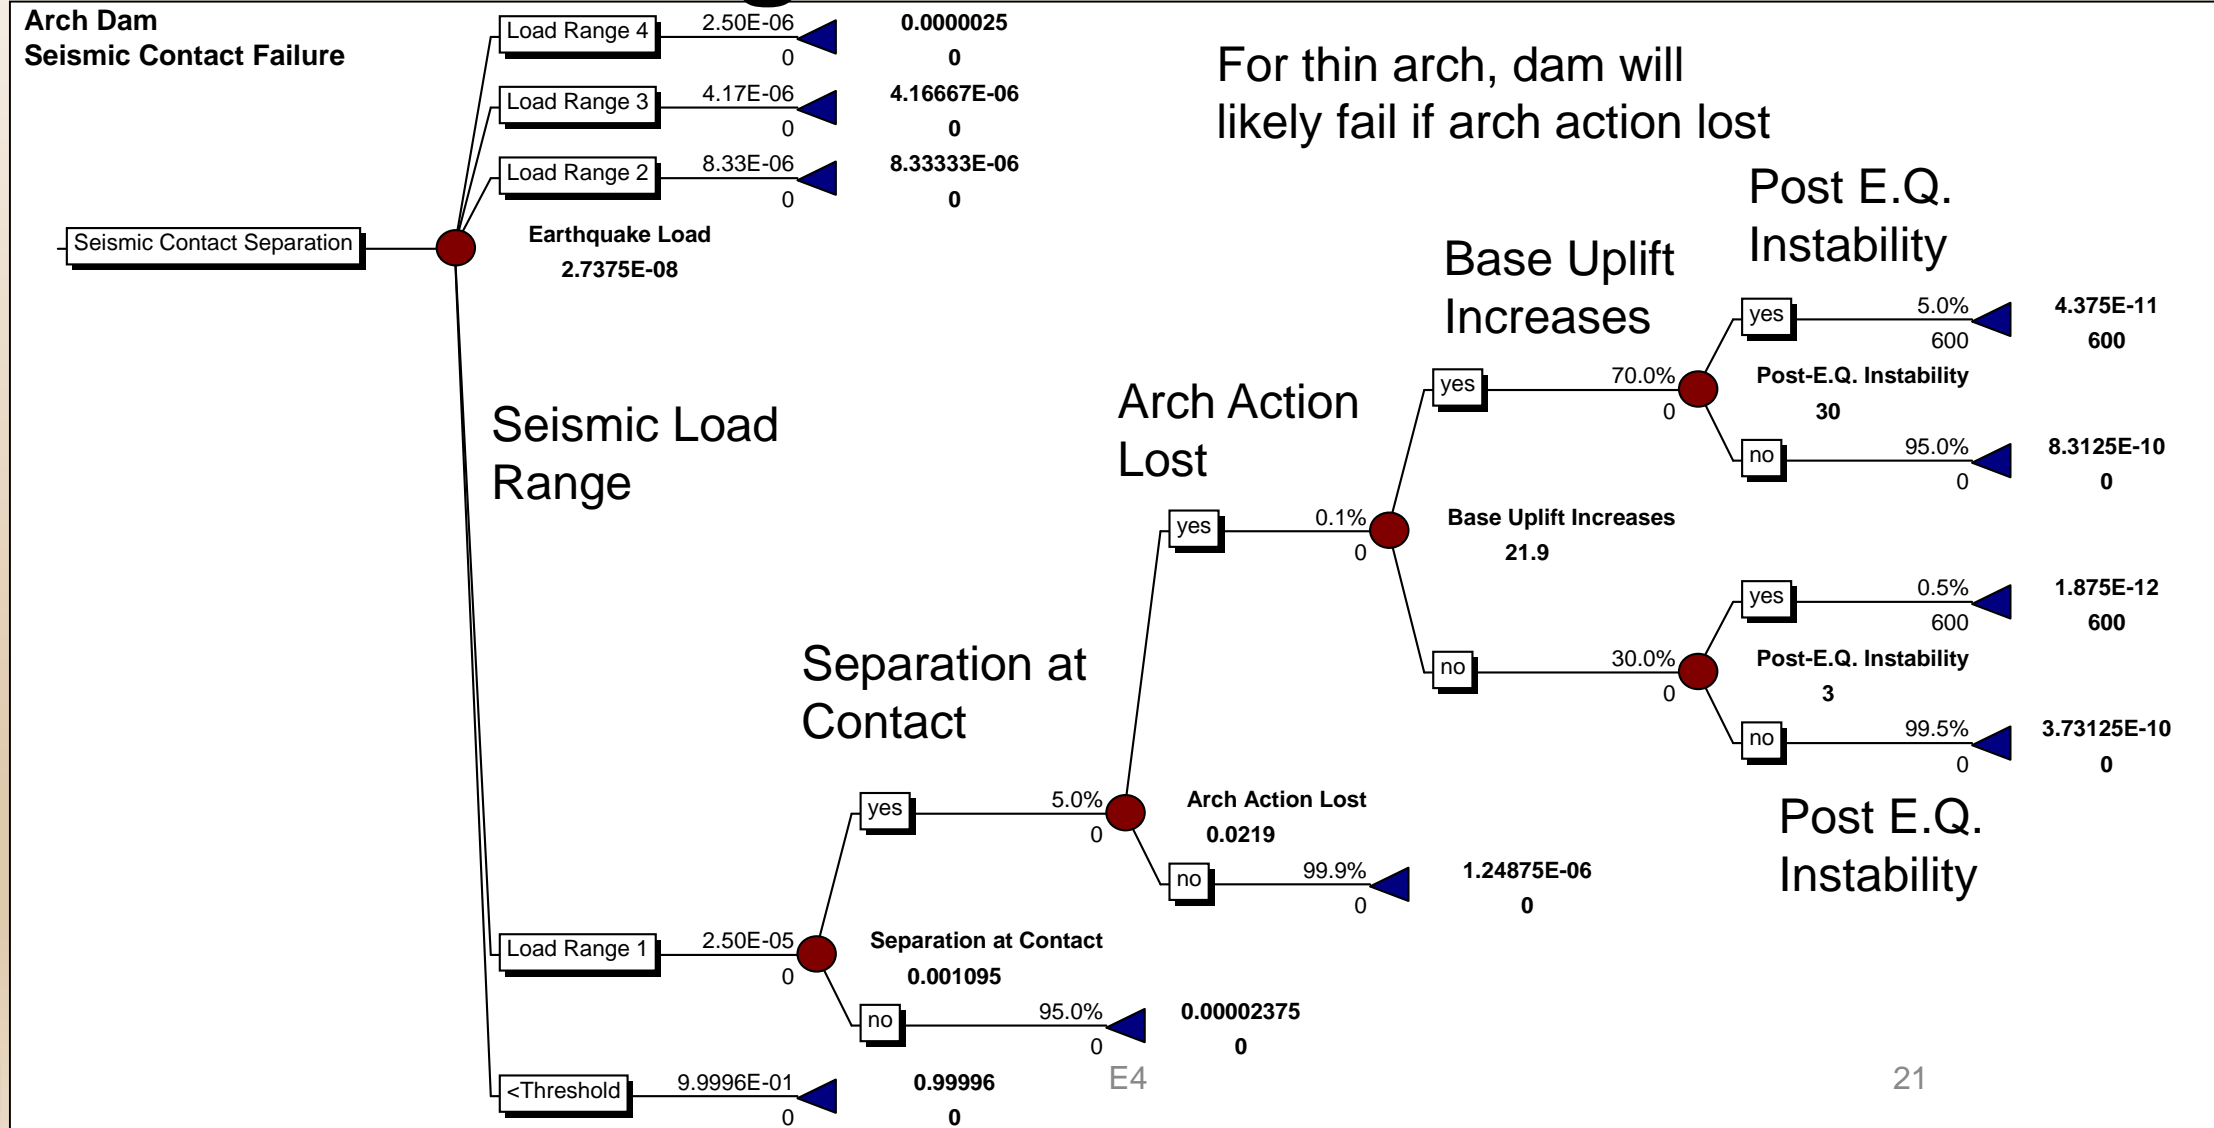 Arch Dam
Seismic Contact Failure
Load Range 4
2.50E-06
0
0.0000025
0
Load Range 3
4.17E-06
0
4.16667E-06
0
Load Range 2
8.33E-06
0
8.33333E-06
0
For thin arch, dam will
likely fail if arch action lost
Seismic Contact Separation
Earthquake Load
2.7375E-08
Seismic Load
Range
Separation at
Contact
Arch Action
Lost
Base Uplift
Increases
Post E.Q.
Instability
yes
5.0%
600
4.375E-11
600
yes
70.0%
0
Post-E.Q. Instability
30
no
95.0%
0
8.3125E-10
0
yes
0.1%
0
Base Uplift Increases
21.9
yes
0.5%
600
1.875E-12
600
no
30.0%
0
Post-E.Q. Instability
3
no
99.5%
0
3.73125E-10
0
Post E.Q.
Instability
yes
5.0%
0
Arch Action Lost
0.0219
no
99.9%
0
1.24875E-06
0
Load Range 1
2.50E-05
0
Separation at Contact
0.001095
no
95.0%
0
0.00002375
0
<Threshold
9.9996E-01
0
0.99996
0
E4
21